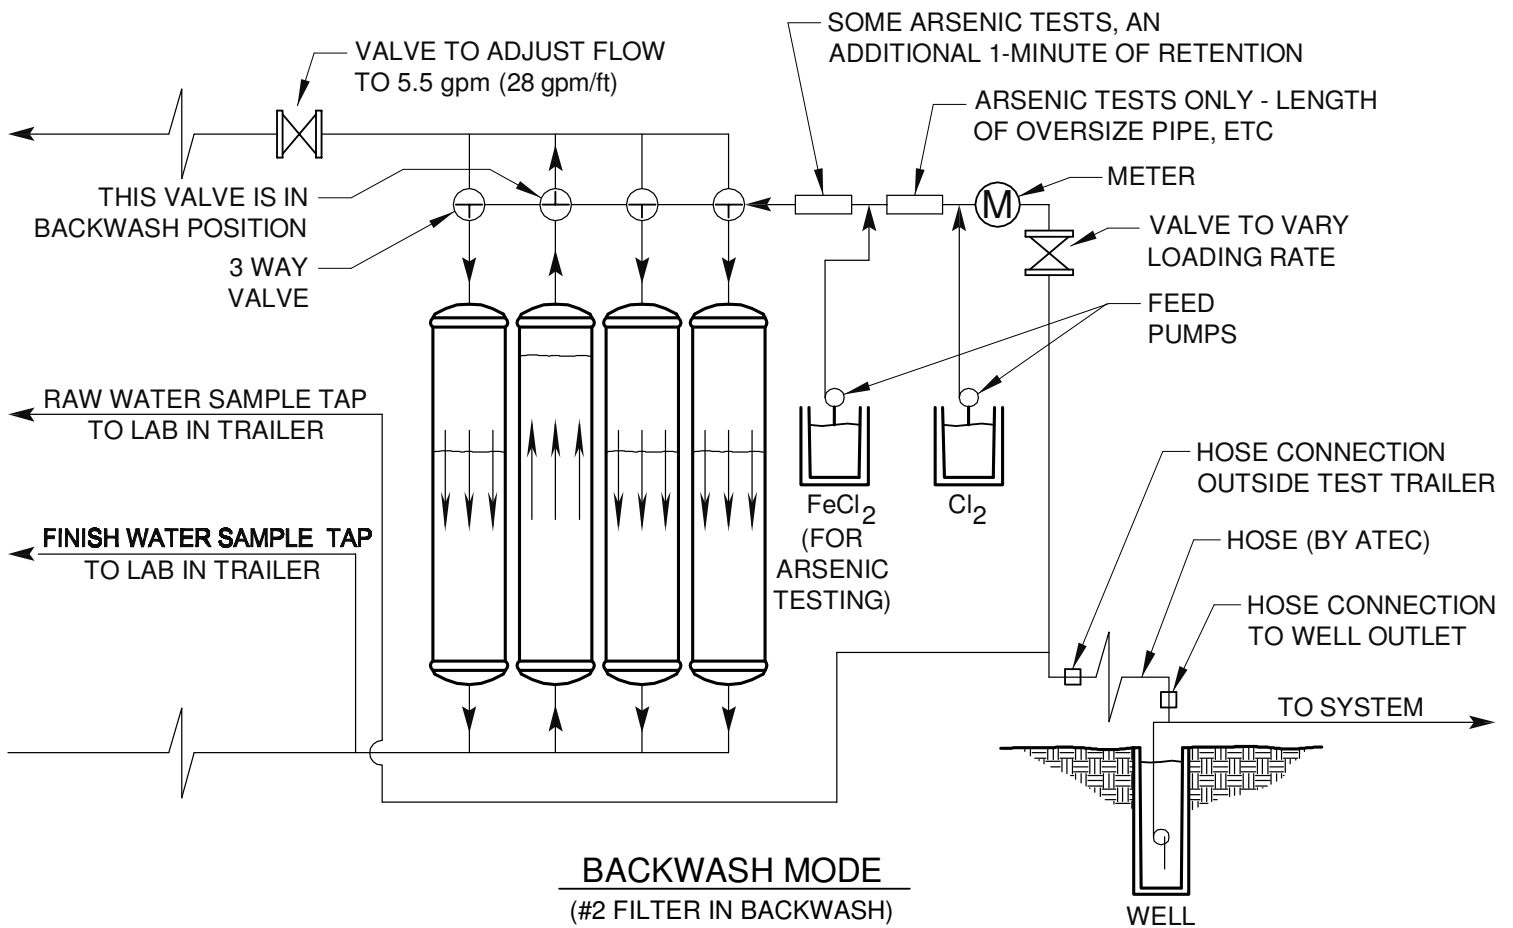 SOME ARSENIC TESTS, AN
ADDITIONAL 1-MINUTE OF RETENTION
VALVE TO ADJUST FLOW
TO 5.5 gpm (28 gpm/ft)
ARSENIC TESTS ONLY - LENGTH
OF OVERSIZE PIPE, ETC
METER
M
THIS VALVE IS IN
BACKWASH POSITION
VALVE TO VARY
LOADING RATE
3 WAY
VALVE
FEED
PUMPS
RAW WATER SAMPLE TAP
TO LAB IN TRAILER
HOSE CONNECTION
OUTSIDE TEST TRAILER
FeCl2
(FOR
ARSENIC
TESTING)
Cl2
FINISH WATER SAMPLE TAP
TO LAB IN TRAILER
HOSE (BY ATEC)
HOSE CONNECTION
TO WELL OUTLET
TO SYSTEM
BACKWASH MODE
(#2 FILTER IN BACKWASH)
WELL